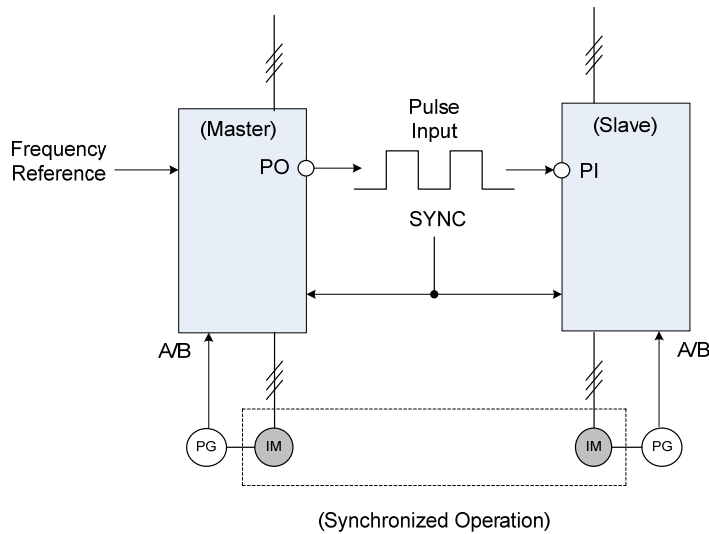 Frequency
Reference
(Master)
PO
Pulse
Input
SYNC
(Slave)
PI
A/B
A/B
PG
IM
IM
PG
(Synchronized Operation)